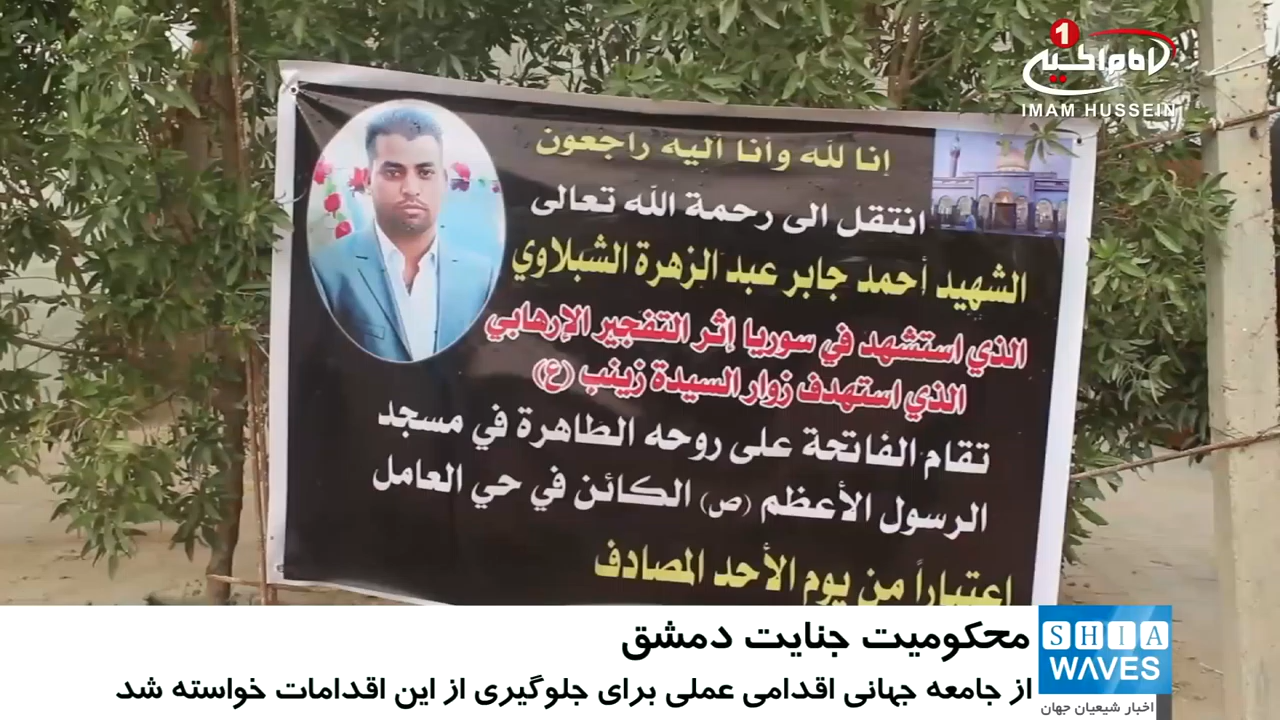 1
امام حسین
IMAM HUSSEIN
إنا لله وأنا اليه راجعون
انتقل الى رحمة الله تعالى
الشهيد أحمد جابر عبد الزهرة الشبلاوي
الذي استشهد في سوريا إثر التفجير الإرهابي
الذي استهدف زوار السيدة زينب (ع)
تقام الفاتحة على روحه الطاهرة في مسجد
الرسول الأعظم (ص) الكائن في حي العامل
اعتباراً من يوم الأحد المصادف
محکومیت جنایت دمشق
از جامعه جهانی اقدامی عملی برای جلوگیری از این اقدامات خواسته شد
SHIA
WAVES
اخبار شیعیان جهان